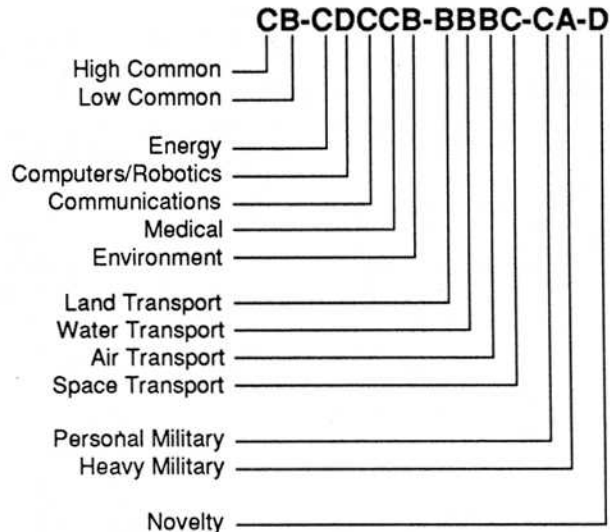 CB-CDCCB-BBBC-CA-D
High Common
Low Common
Energy
Computers/Robotics
Communications
Medical
Environment
Land Transport
Water Transport
Air Transport
Space Transport
Personal Military
Heavy Military
Novelty